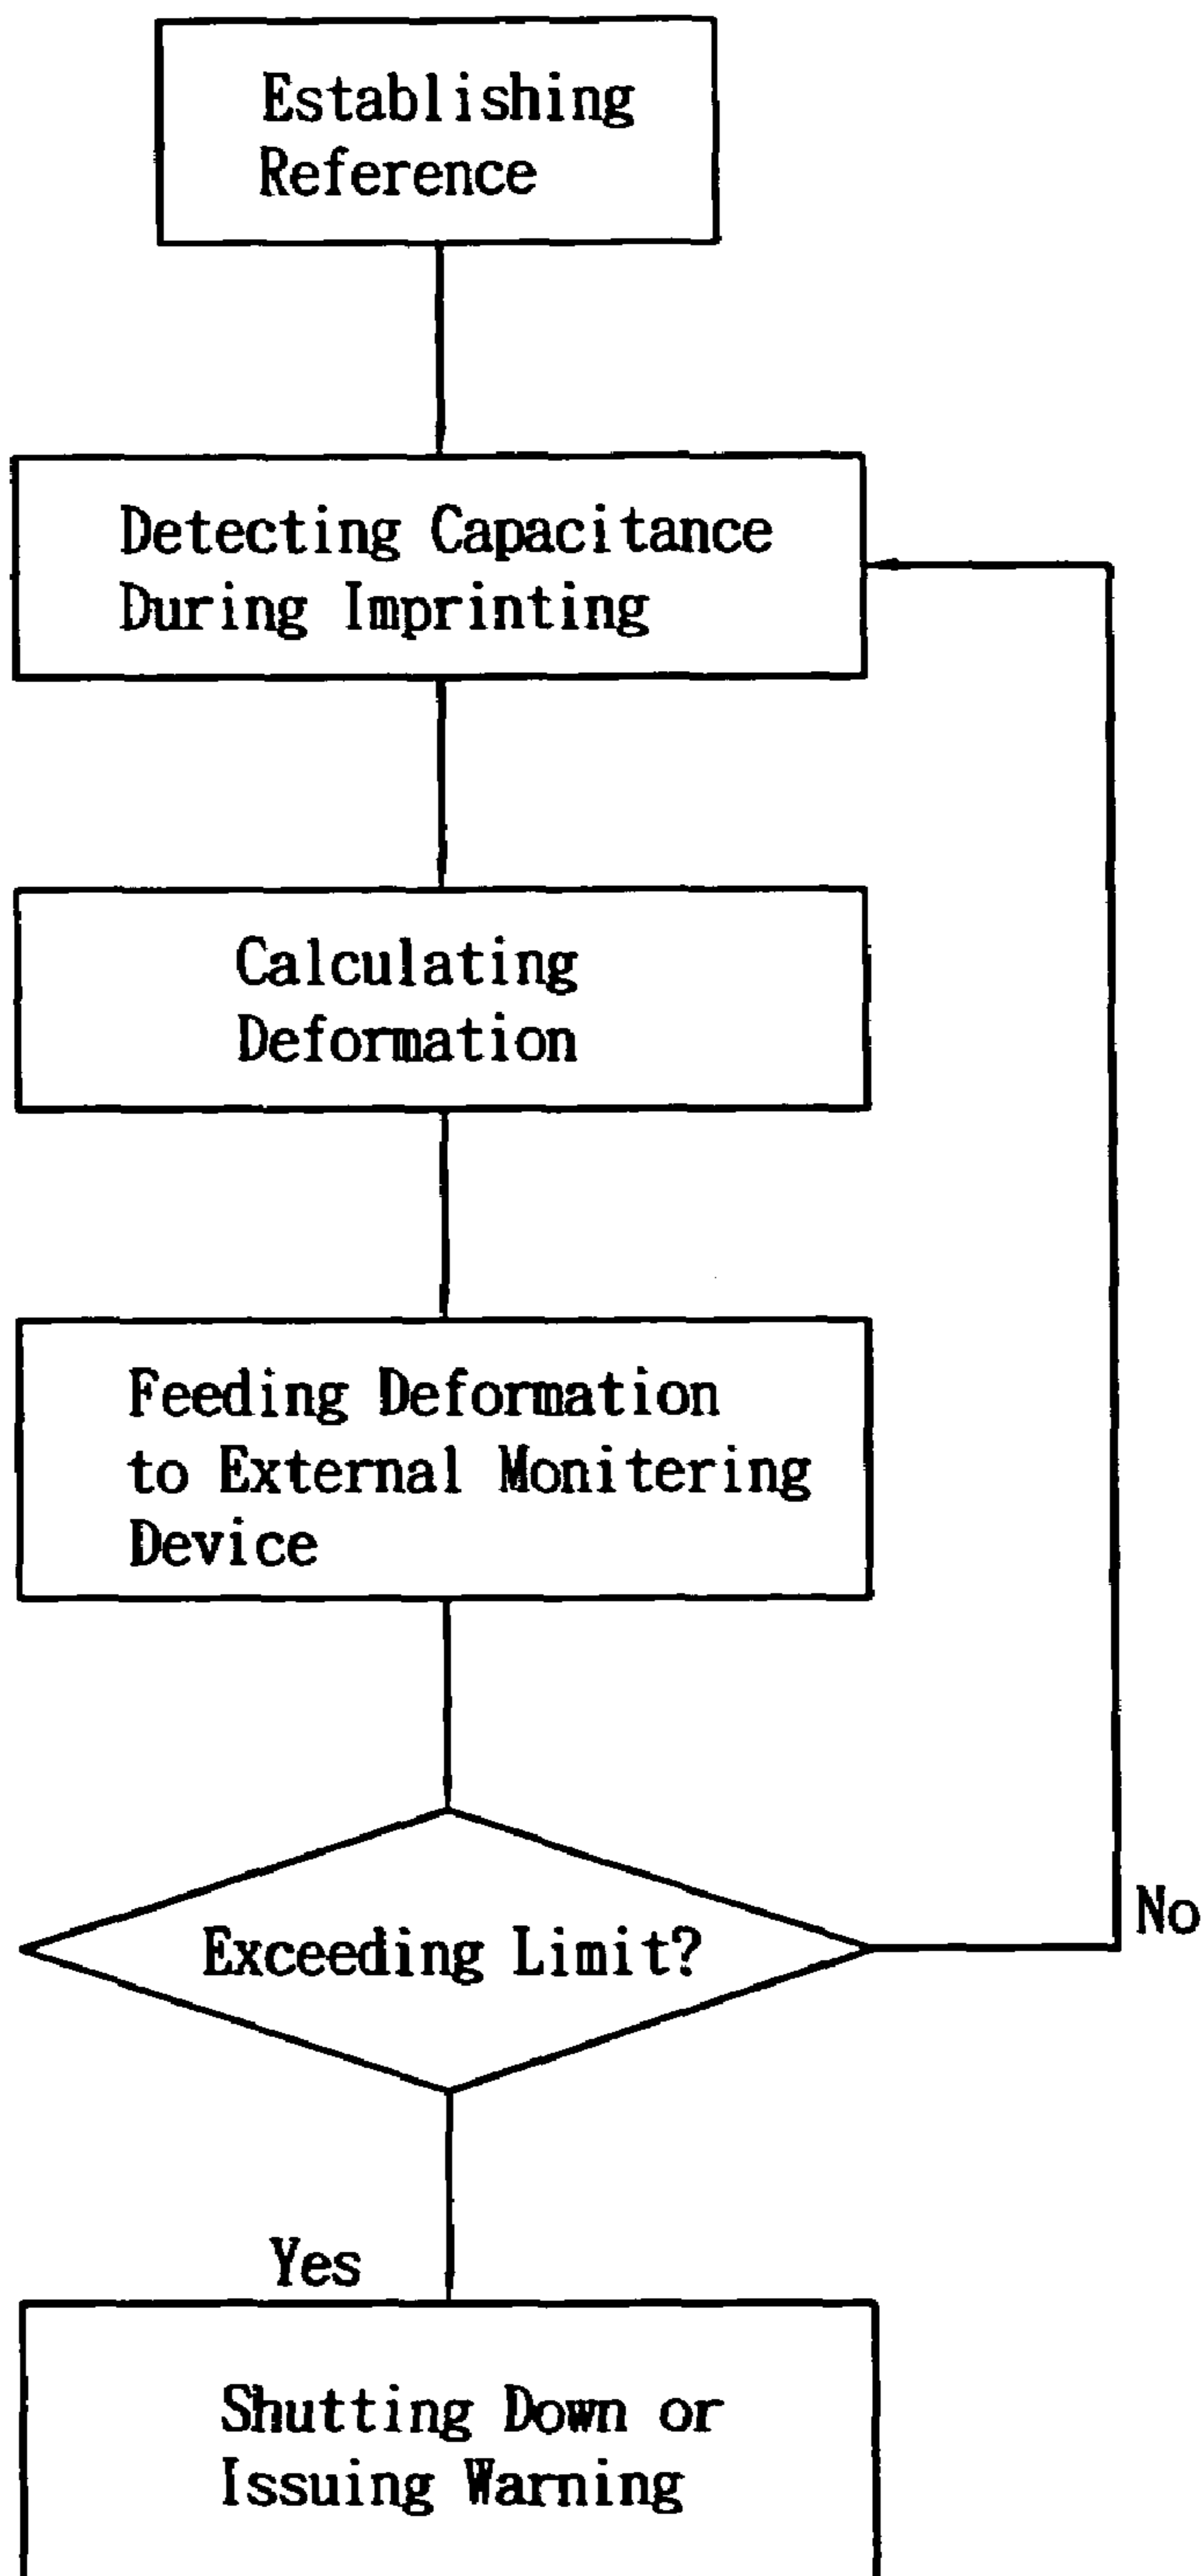 Establishing
Reference
Detecting Capacitance
During Imprinting
Calculating
Deformation
Feeding Deformation
to External Monitering
Device
Exceeding Limit?
No
Yes
Shutting Down or
Issuing Warning